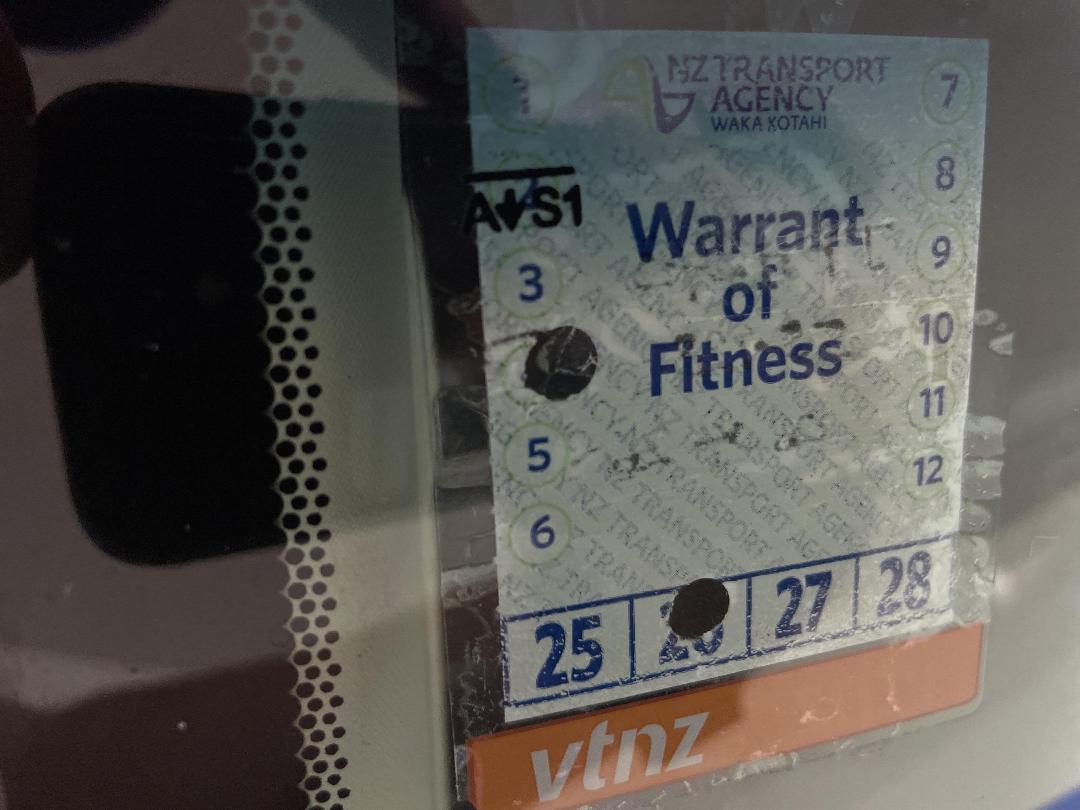 NZ TRANSPORT
AGENCY
WAKA KOTAHI
7
8
A↓S1
Warrant
of
Fitness
3
9
10
5
11
6
12
25 26 27 28
vtnz